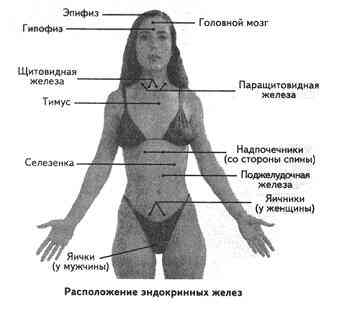 Эпифиз
Гипофиз
Головной мозг
Щитовидная
железа
Паращитовидная
железа
Тимус
Надпочечники
(со стороны спины)
Селезенка
Поджелудочная
железа
Яичники
(у женщины)
Яички
(у мужчины)
Расположение эндокринных желез